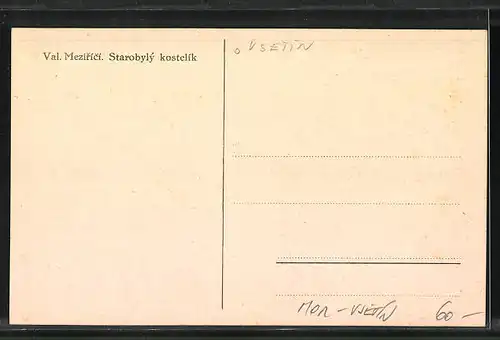 Val. Meziříčí. Starobylý kostelík
VSETÍN
MOR - VSETÍN 60-